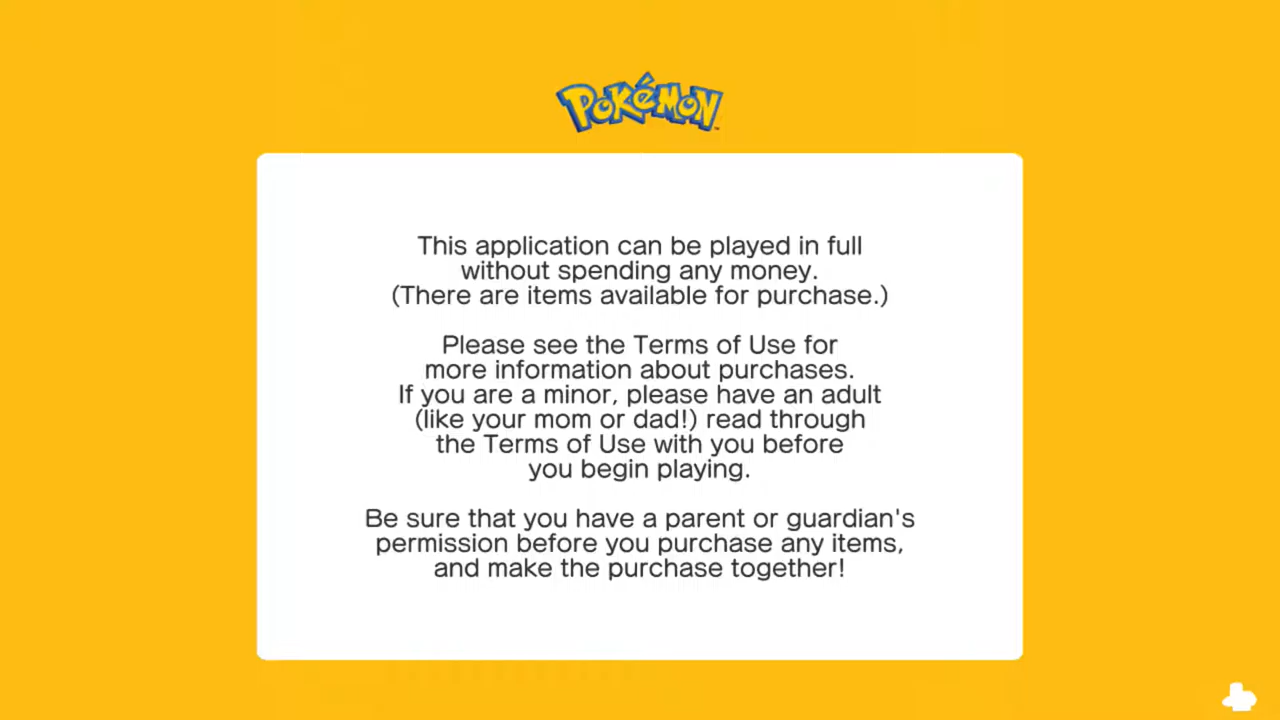 POKéMON™
This application can be played in full
without spending any money.
(There are items available for purchase.)
Please see the Terms of Use for
more information about purchases.
If you are a minor, please have an adult
(like your mom or dad!) read through
the Terms of Use with you before
you begin playing.
Be sure that you have a parent or guardian's
permission before you purchase any items,
and make the purchase together!